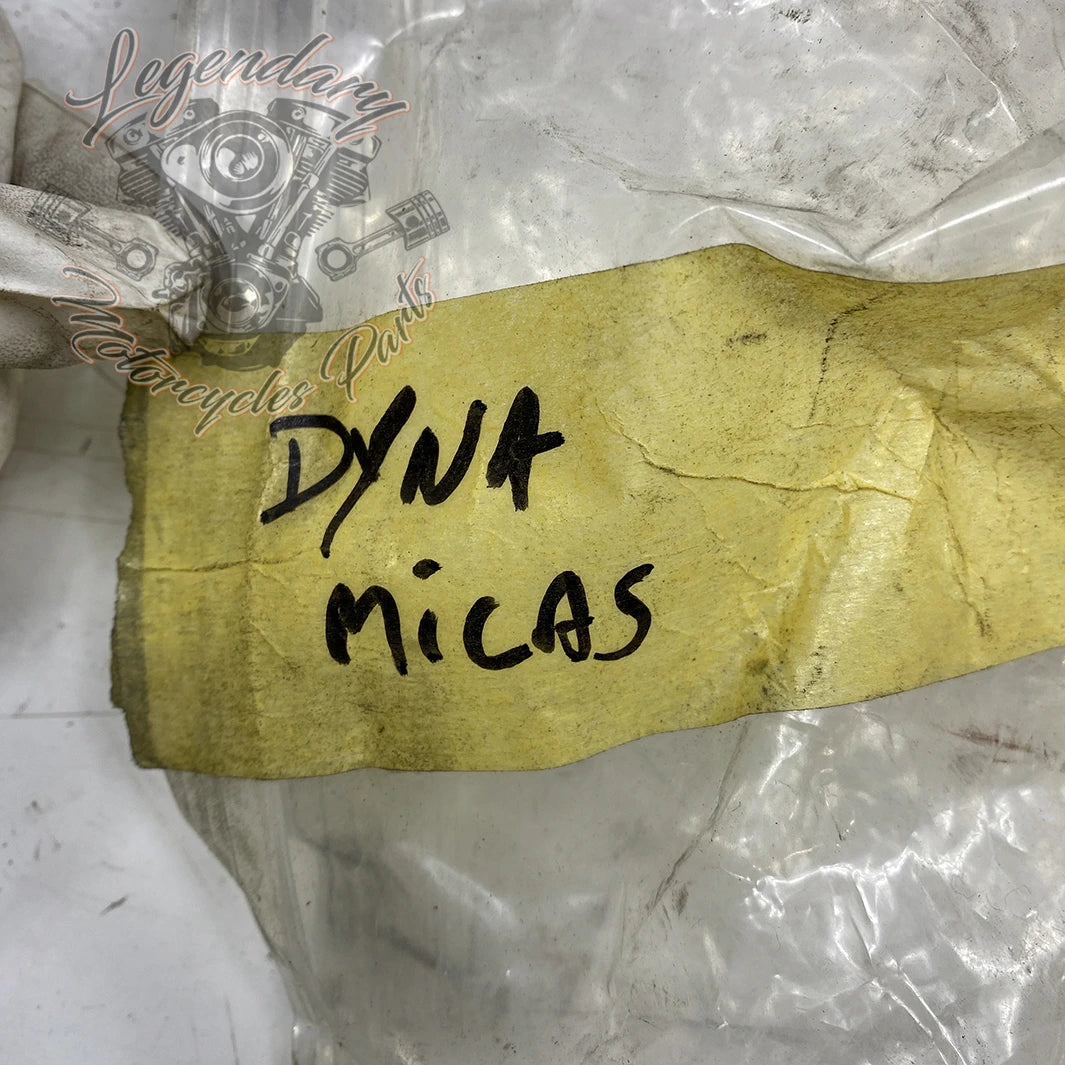 Legendary
Motorcycles Parts
DYNA
MiCAS